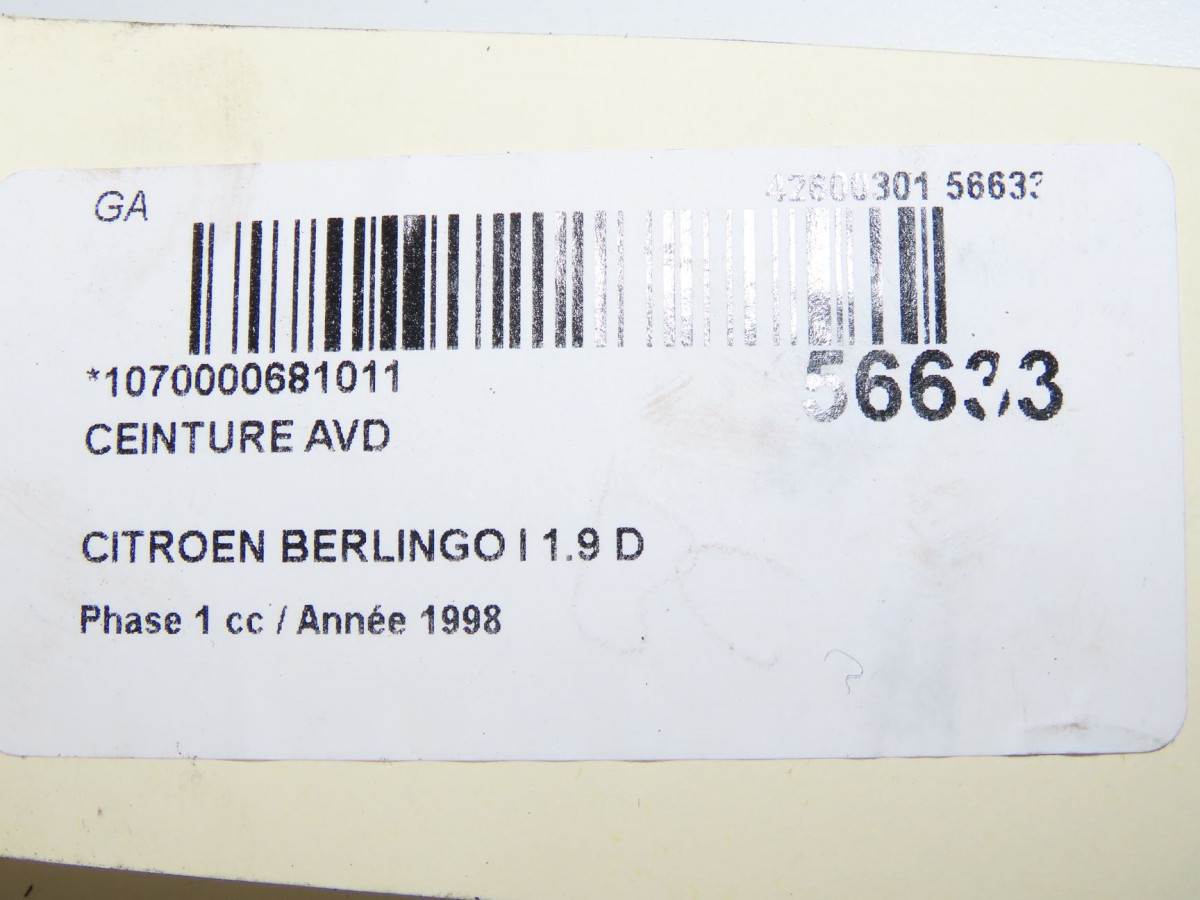 GA
42600301 56633
*1070000681011
56633
CEINTURE AVD
CITROEN BERLINGO I 1.9 D
Phase 1 cc / Année 1998